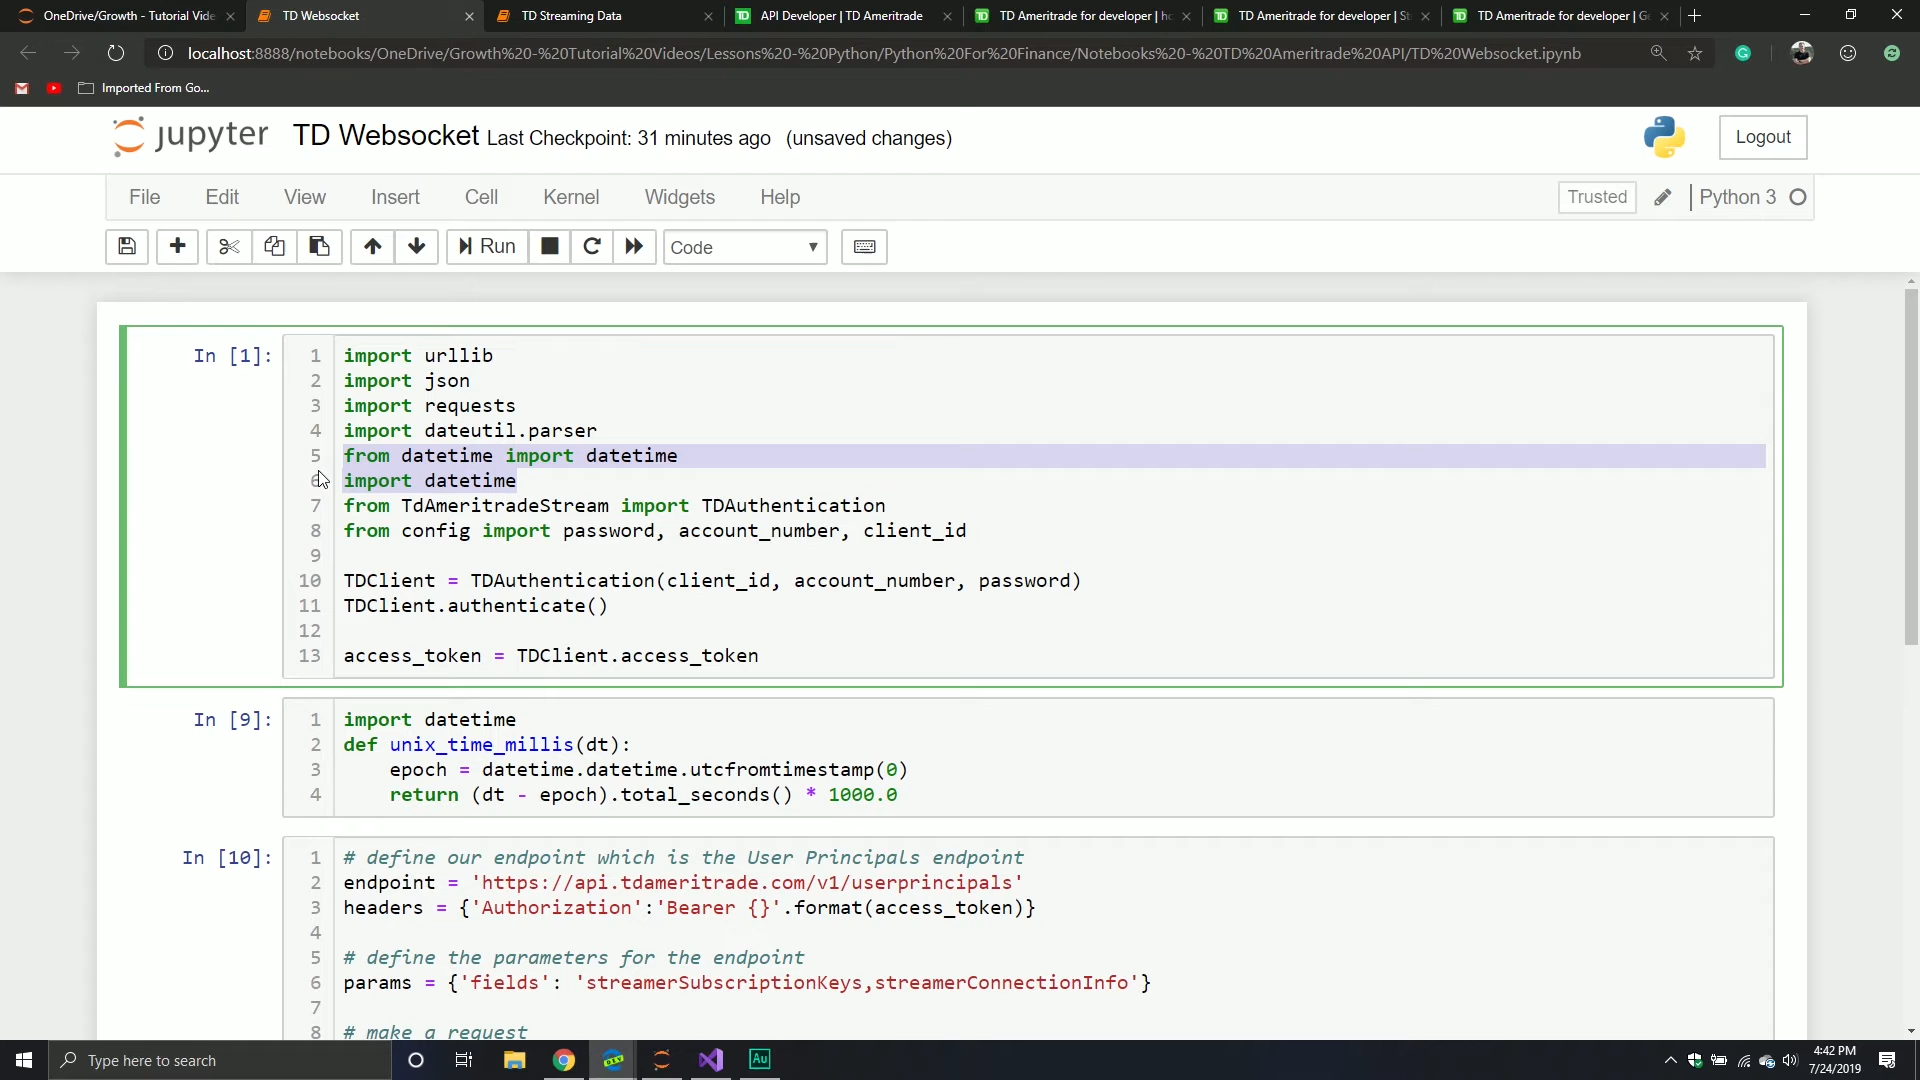 OneDrive/Growth - Tutorial Vide
TD Websocket
TD Streaming Data
API Developer | TD Ameritrade
TD Ameritrade for developer | ho
TD Ameritrade for developer | St
TD Ameritrade for developer | Ge
localhost:8888/notebooks/OneDrive/Growth%20-%20Tutorial%20Videos/Lessons%20-%20Python/Python%20For%20Finance/Notebooks%20-%20TD%20Ameritrade%20API/TD%20Websocket.ipynb
Imported From Go...
jupyter TD Websocket Last Checkpoint: 31 minutes ago (unsaved changes)
Logout
File Edit View Insert Cell Kernel Widgets Help
Trusted
Python 3
Run
Code
In [1]:
1 import urllib
2 import json
3 import requests
4 import dateutil.parser
5 from datetime import datetime
6 import datetime
7 from TdAmeritradeStream import TDAuthentication
8 from config import password, account_number, client_id
9
10 TDClient = TDAuthentication(client_id, account_number, password)
11 TDClient.authenticate()
12
13 access_token = TDClient.access_token
In [9]:
1 import datetime
2 def unix_time_millis(dt):
3 epoch = datetime.datetime.utcfromtimestamp(0)
4 return (dt - epoch).total_seconds() * 1000.0
In [10]:
1 # define our endpoint which is the User Principals endpoint
2 endpoint = 'https://api.tdameritrade.com/v1/userprincipals'
3 headers = {'Authorization':'Bearer {}'.format(access_token)}
4
5 # define the parameters for the endpoint
6 params = {'fields': 'streamerSubscriptionKeys,streamerConnectionInfo'}
7
8 # make a request
Type here to search
DEV
Au
4:42 PM
7/24/2019